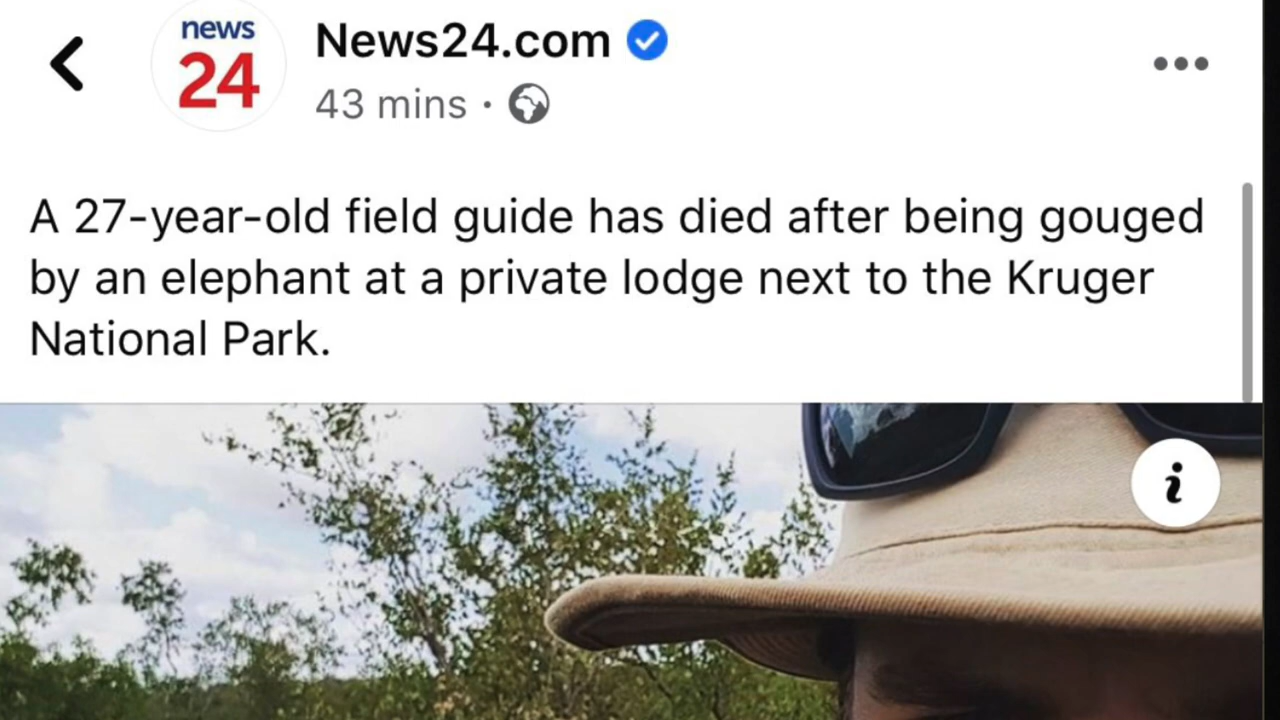 news
24
News24.com
43 mins ·
A 27-year-old field guide has died after being gouged
by an elephant at a private lodge next to the Kruger
National Park.
i